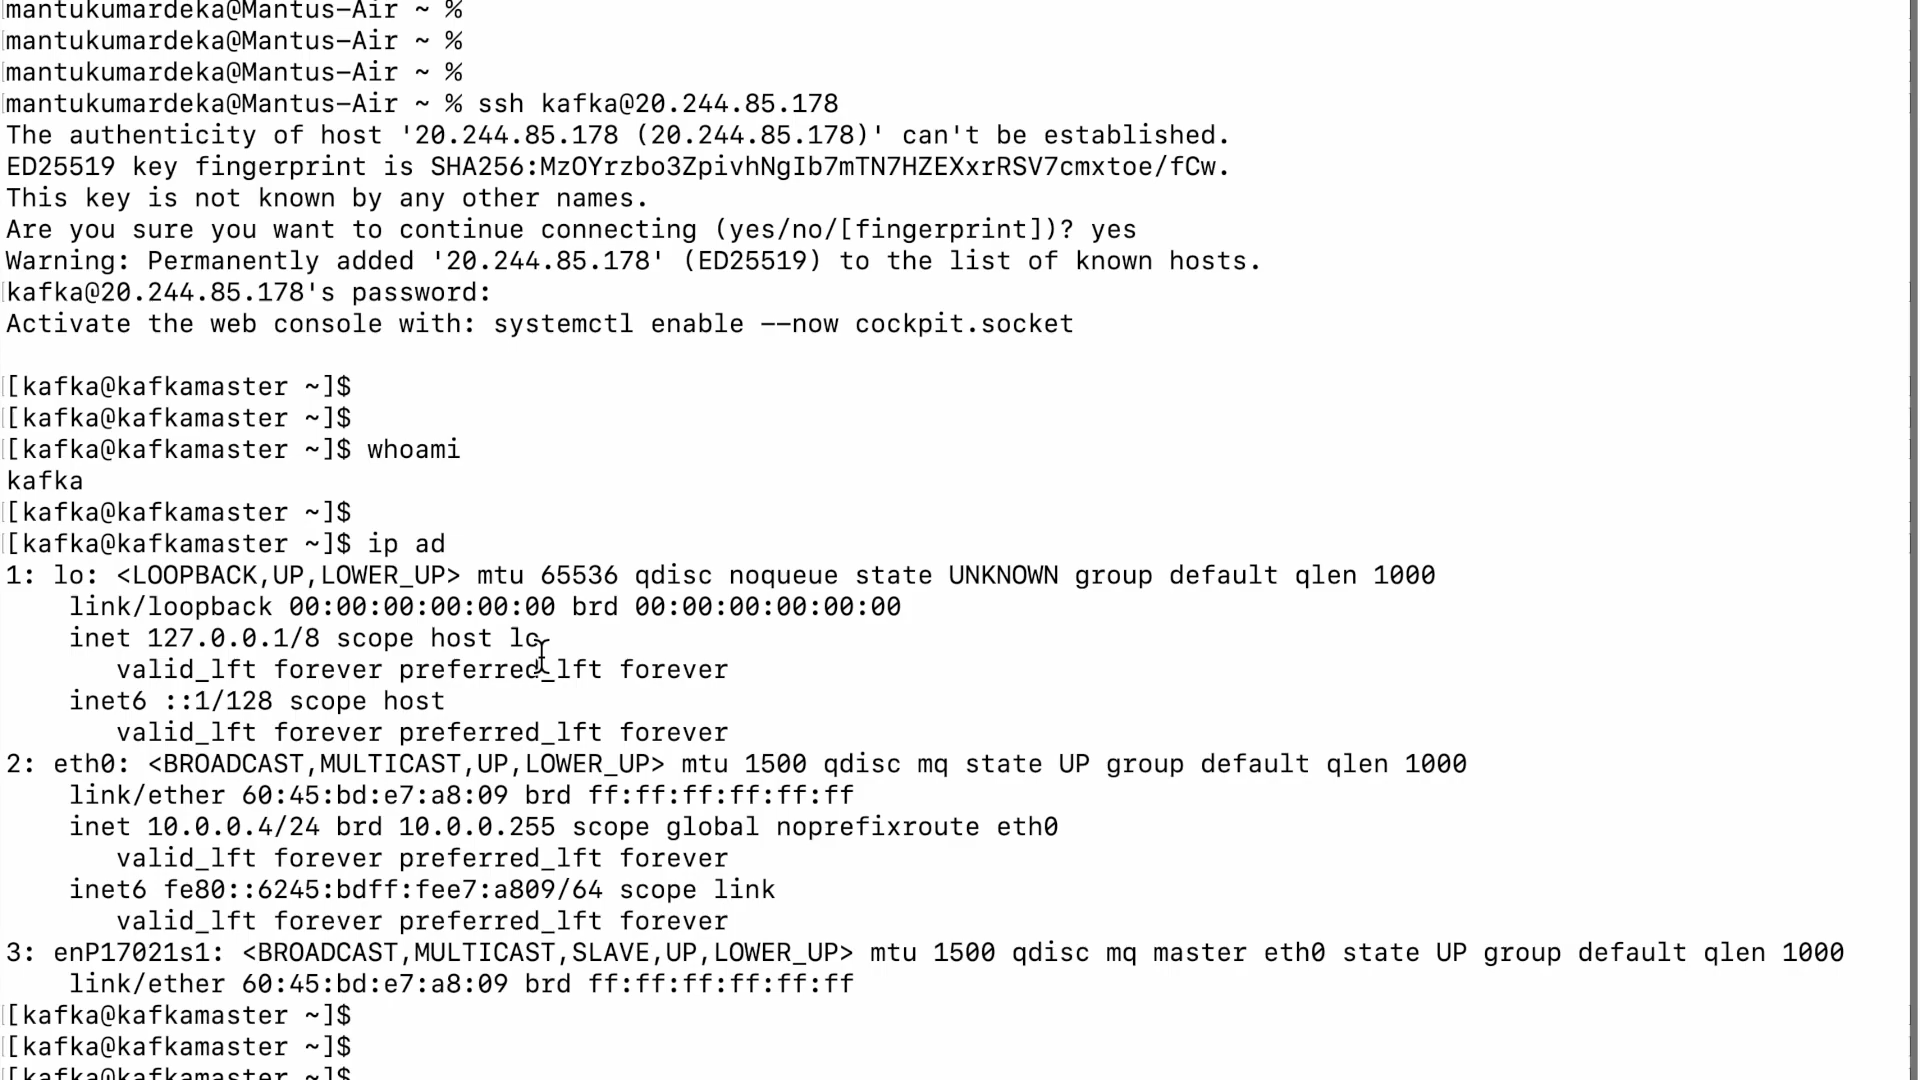 mantukumardeka@Mantus-Air ~ %
mantukumardeka@Mantus-Air ~ %
mantukumardeka@Mantus-Air ~ %
mantukumardeka@Mantus-Air ~ % ssh kafka@20.244.85.178
The authenticity of host '20.244.85.178 (20.244.85.178)' can't be established.
ED25519 key fingerprint is SHA256:MzOYrzbo3ZpivhNgIb7mTN7HZEXxrRSV7cmxtoe/fCw.
This key is not known by any other names.
Are you sure you want to continue connecting (yes/no/[fingerprint])? yes
Warning: Permanently added '20.244.85.178' (ED25519) to the list of known hosts.
kafka@20.244.85.178's password:
Activate the web console with: systemctl enable --now cockpit.socket
[kafka@kafkamaster ~]$
[kafka@kafkamaster ~]$
[kafka@kafkamaster ~]$ whoami
kafka
[kafka@kafkamaster ~]$
[kafka@kafkamaster ~]$ ip ad
1: lo: <LOOPBACK,UP,LOWER_UP> mtu 65536 qdisc noqueue state UNKNOWN group default qlen 1000
link/loopback 00:00:00:00:00:00 brd 00:00:00:00:00:00
inet 127.0.0.1/8 scope host lo
valid_lft forever preferred_lft forever
inet6 ::1/128 scope host
valid_lft forever preferred_lft forever
2: eth0: <BROADCAST,MULTICAST,UP,LOWER_UP> mtu 1500 qdisc mq state UP group default qlen 1000
link/ether 60:45:bd:e7:a8:09 brd ff:ff:ff:ff:ff:ff
inet 10.0.0.4/24 brd 10.0.0.255 scope global noprefixroute eth0
valid_lft forever preferred_lft forever
inet6 fe80::6245:bdff:fee7:a809/64 scope link
valid_lft forever preferred_lft forever
3: enP17021s1: <BROADCAST,MULTICAST,SLAVE,UP,LOWER_UP> mtu 1500 qdisc mq master eth0 state UP group default qlen 1000
link/ether 60:45:bd:e7:a8:09 brd ff:ff:ff:ff:ff:ff
[kafka@kafkamaster ~]$
[kafka@kafkamaster ~]$
[kafka@kafkamaster ~]$